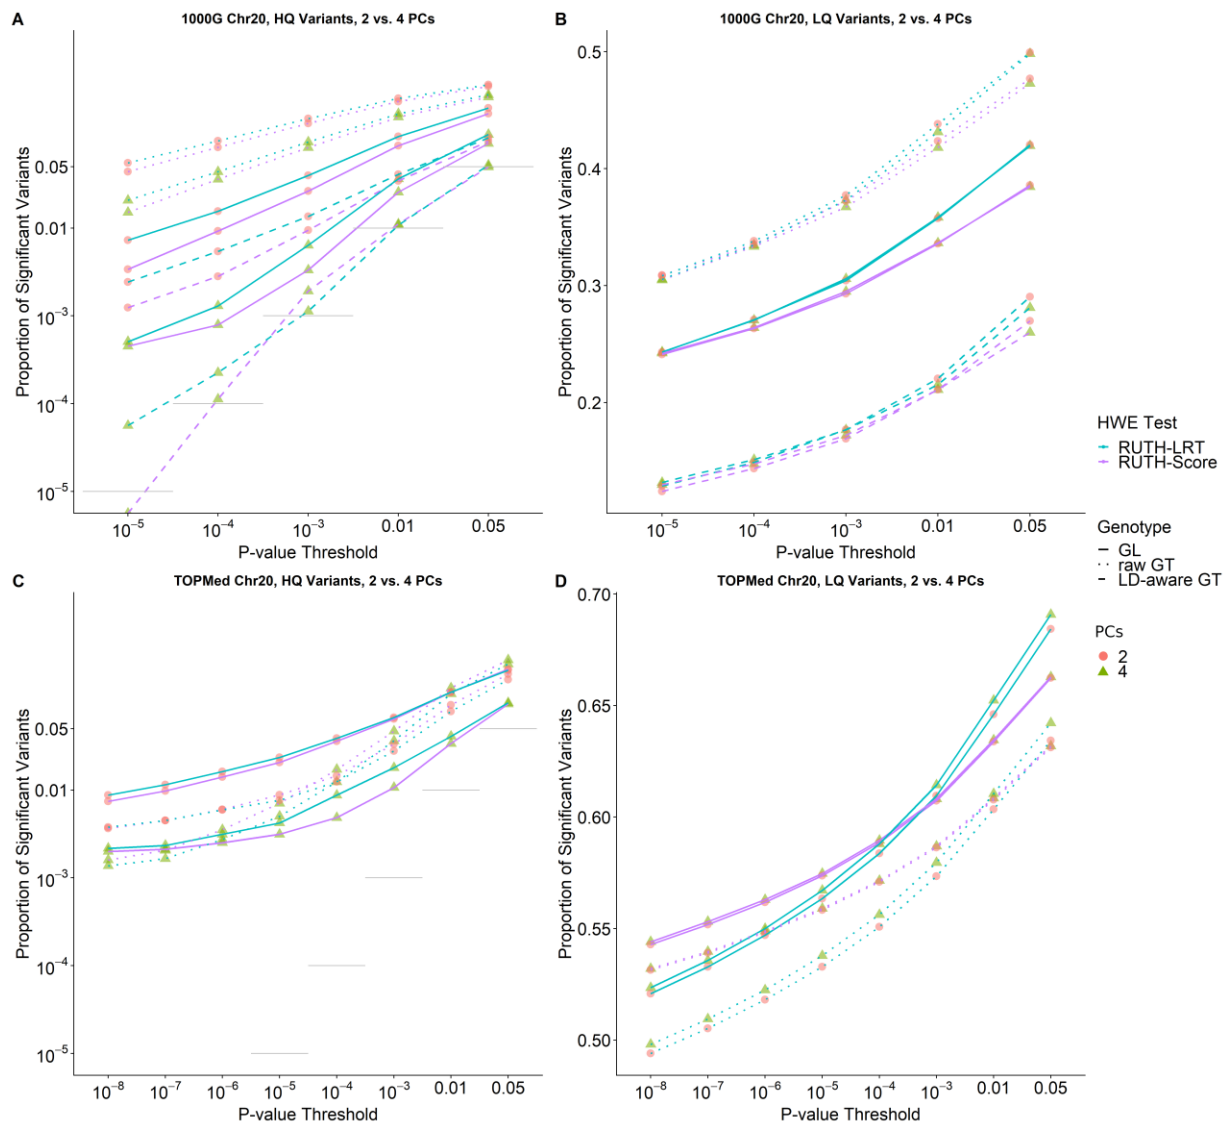 A
1000G Chr20, HQ Variants, 2 vs. 4 PCs
Proportion of Significant Variants
0.05
0.01
10⁻³
10⁻⁴
10⁻⁵
10⁻⁵ 10⁻⁴ 10⁻³ 0.01 0.05
P-value Threshold
B
1000G Chr20, LQ Variants, 2 vs. 4 PCs
Proportion of Significant Variants
0.5
0.4
0.3
0.2
10⁻⁵ 10⁻⁴ 10⁻³ 0.01 0.05
P-value Threshold
HWE Test
RUTH-LRT
RUTH-Score
Genotype
GL
raw GT
LD-aware GT
PCs
2
4
C
TOPMed Chr20, HQ Variants, 2 vs. 4 PCs
Proportion of Significant Variants
0.05
0.01
10⁻³
10⁻⁴
10⁻⁵
10⁻⁸ 10⁻⁷ 10⁻⁶ 10⁻⁵ 10⁻⁴ 10⁻³ 0.01 0.05
P-value Threshold
D
TOPMed Chr20, LQ Variants, 2 vs. 4 PCs
Proportion of Significant Variants
0.70
0.65
0.60
0.55
0.50
10⁻⁸ 10⁻⁷ 10⁻⁶ 10⁻⁵ 10⁻⁴ 10⁻³ 0.01 0.05
P-value Threshold